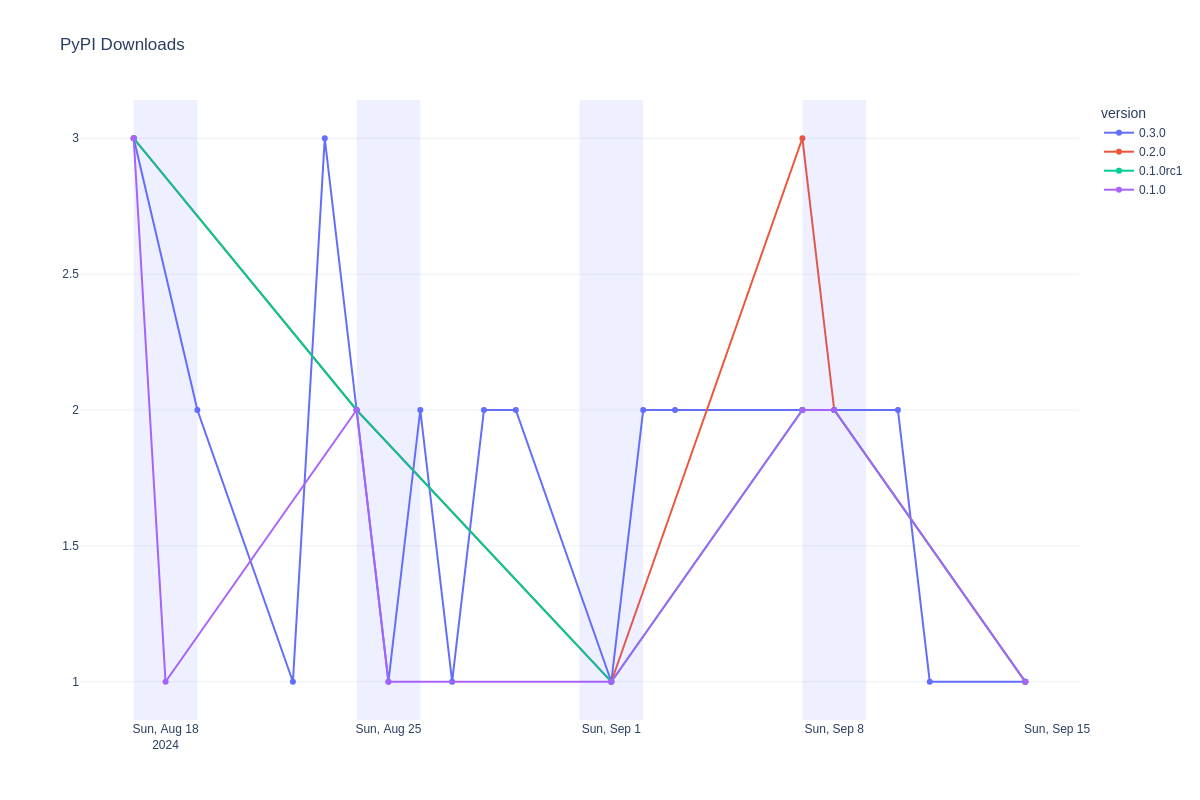 PyPI Downloads
version
0.3.0
0.2.0
0.1.0rc1
0.1.0
3
2.5
2
1.5
1
Sun, Aug 18
2024
Sun, Aug 25
Sun, Sep 1
Sun, Sep 8
Sun, Sep 15